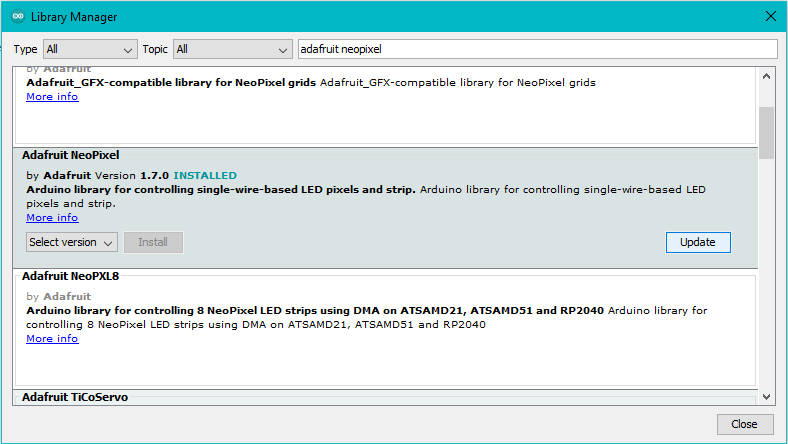 Library Manager
Type All Topic All adafruit neopixel
by Adafruit
Adafruit_GFX-compatible library for NeoPixel grids Adafruit_GFX-compatible library for NeoPixel grids
More info
Adafruit NeoPixel
by Adafruit Version 1.7.0 INSTALLED
Arduino library for controlling single-wire-based LED pixels and strip. Arduino library for controlling single-wire-based LED
pixels and strip.
More info
Select version Install Update
Adafruit NeoPXL8
by Adafruit
Arduino library for controlling 8 NeoPixel LED strips using DMA on ATSAMD21, ATSAMD51 and RP2040 Arduino library for
controlling 8 NeoPixel LED strips using DMA on ATSAMD21, ATSAMD51 and RP2040
More info
Adafruit TiCoServo
Close